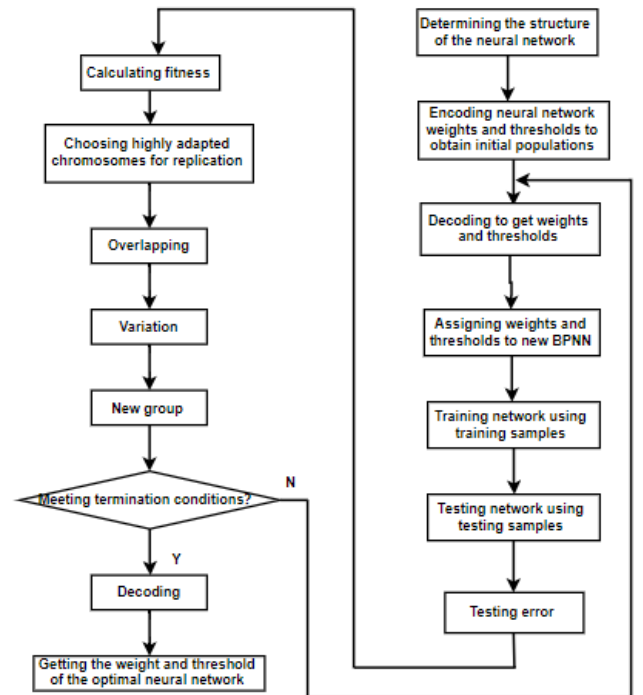 Determining the structure
of the neural network
Encoding neural network
weights and thresholds to
obtain initial populations
Decoding to get weights
and thresholds
Assigning weights and
thresholds to new BPNN
Training network using
training samples
Testing network using
testing samples
Testing error
Calculating fitness
Choosing highly adapted
chromosomes for replication
Overlapping
Variation
New group
Meeting termination conditions?
N
Y
Decoding
Getting the weight and threshold
of the optimal neural network